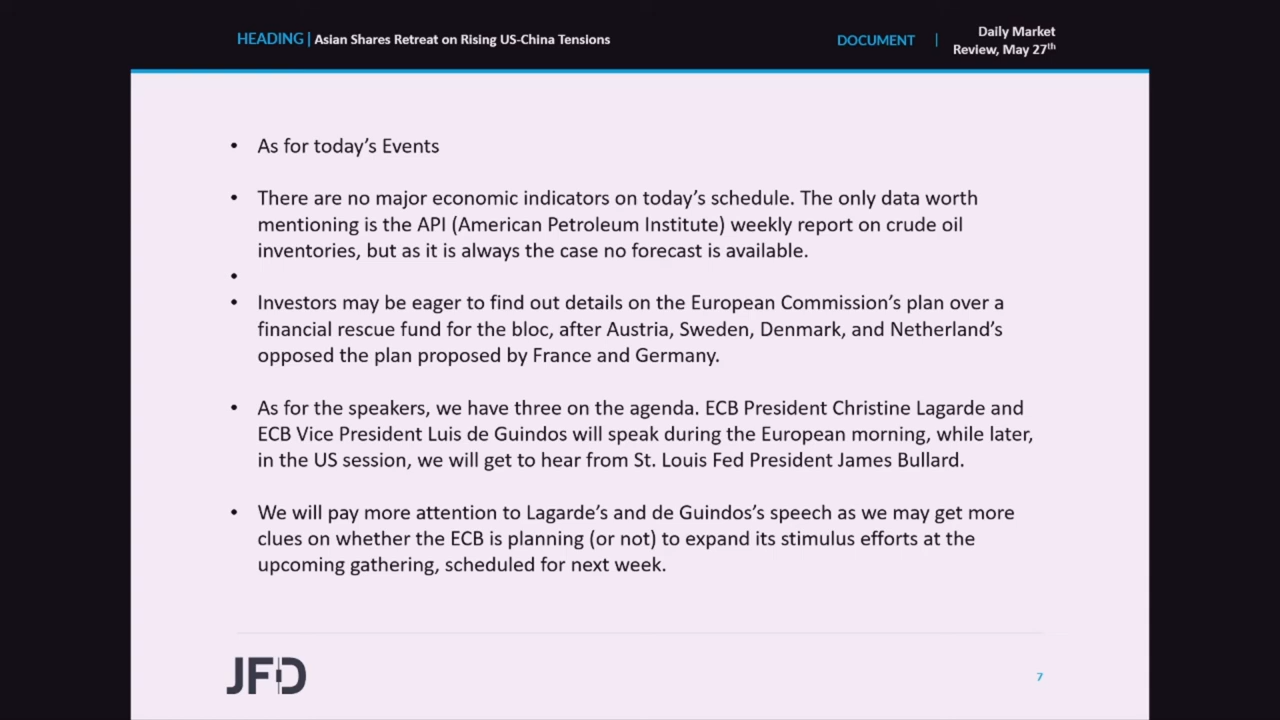 HEADING | Asian Shares Retreat on Rising US-China Tensions
DOCUMENT | Daily Market
Review, May 27th
• As for today’s Events
• There are no major economic indicators on today’s schedule. The only data worth
mentioning is the API (American Petroleum Institute) weekly report on crude oil
inventories, but as it is always the case no forecast is available.
•
• Investors may be eager to find out details on the European Commission’s plan over a
financial rescue fund for the bloc, after Austria, Sweden, Denmark, and Netherland’s
opposed the plan proposed by France and Germany.
• As for the speakers, we have three on the agenda. ECB President Christine Lagarde and
ECB Vice President Luis de Guindos will speak during the European morning, while later,
in the US session, we will get to hear from St. Louis Fed President James Bullard.
• We will pay more attention to Lagarde’s and de Guindos’s speech as we may get more
clues on whether the ECB is planning (or not) to expand its stimulus efforts at the
upcoming gathering, scheduled for next week.
JFD
7